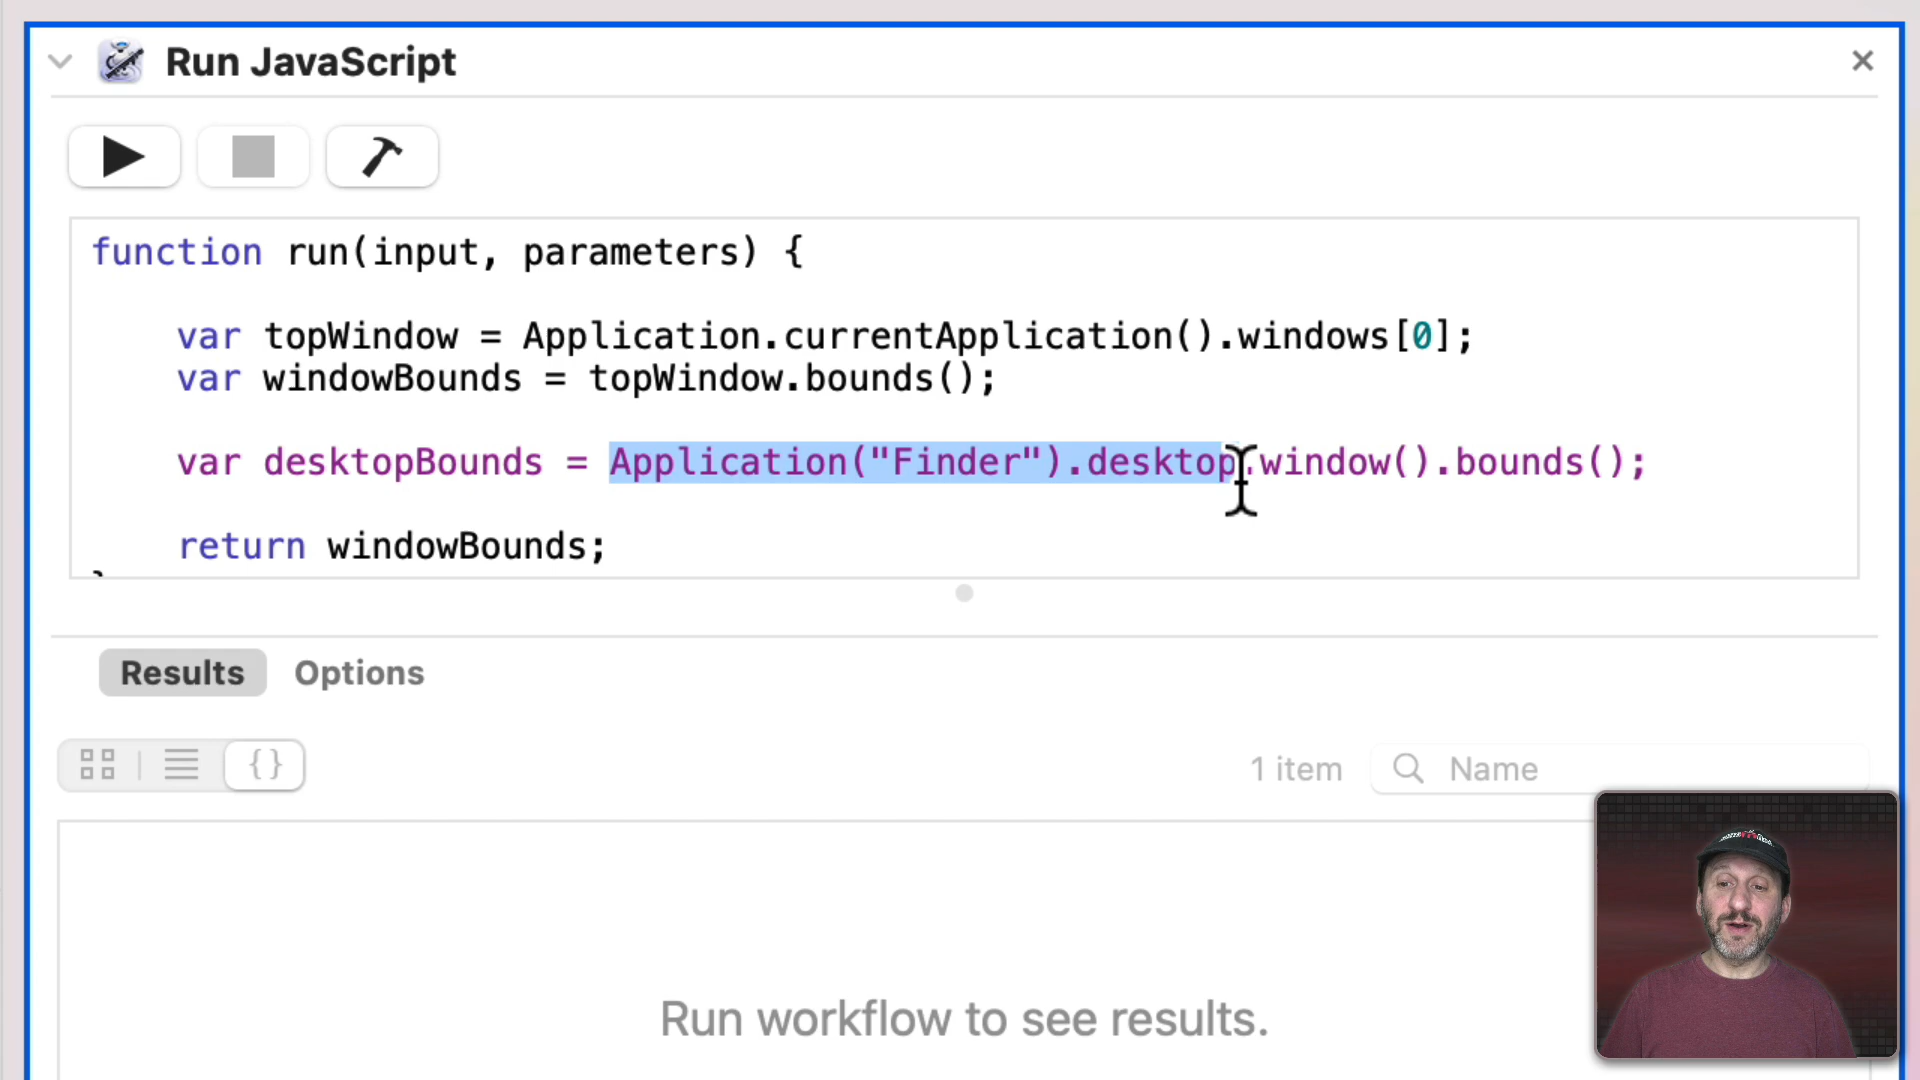 Run JavaScript
function run(input, parameters) {
var topWindow = Application.currentApplication().windows[0];
var windowBounds = topWindow.bounds();
var desktopBounds = Application("Finder").desktop.window().bounds();
return windowBounds;
}
Results Options
{}
1 item Name
Run workflow to see results.